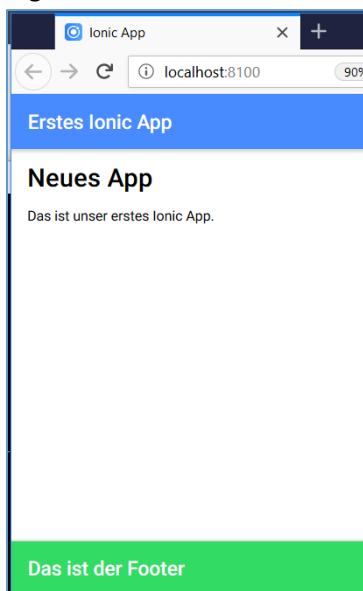 Ionic App
localhost:8100
90%
Erstes Ionic App
Neues App
Das ist unser erstes Ionic App.
Das ist der Footer